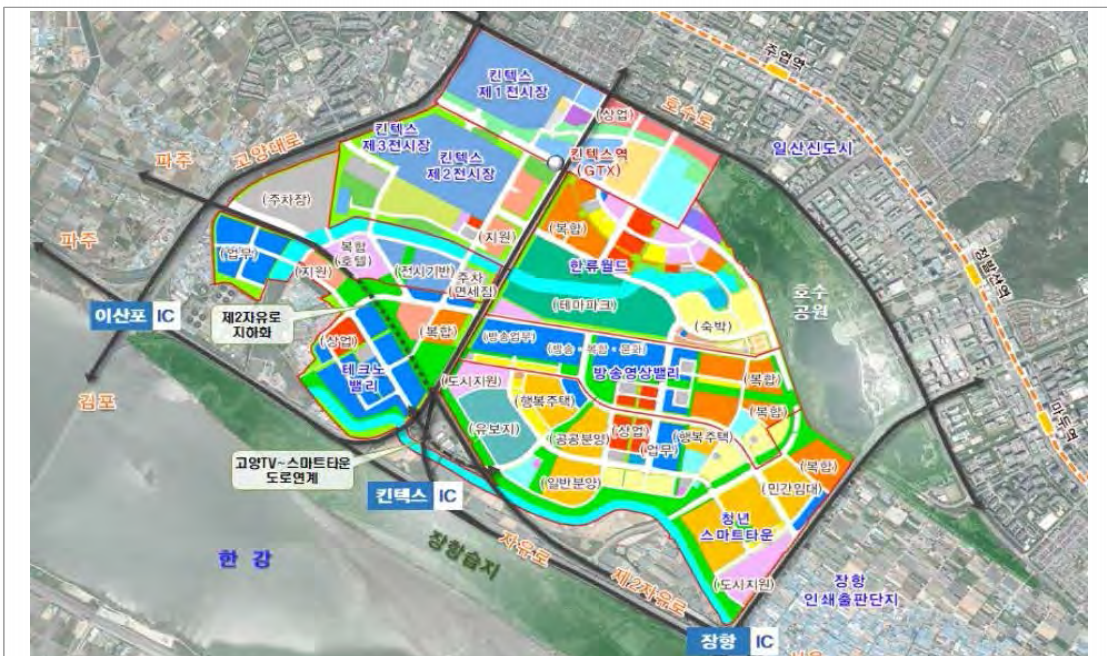 킨텍스
제1전시장
주엽역
(상업)
호수로
킨텍스
제3전시장
킨텍스
제2전시장
킨텍스역
(GTX)
일산신도시
파주
고양대로
(주차장)
파주
(업무)
(지원)
복합
(호텔)
(전시기반)
(지원)
주차
(면세점)
(복합)
한류월드
(테마파크)
(숙박)
호수
공원
정발산역
이산포 IC
제2자유로
지하화
(상업)
테크노
밸리
(복합)
(방송업무)
(방송·복합·문화)
방송영상밸리
(복합)
(복합)
마두역
김포
(도시지원)
(행복주택)
(유보지)
(공공분양)
(상업)
(업무)
(행복주택)
(일반분양)
(복합)
(민간임대)
고양TV~스마트타운
도로연계
킨텍스 IC
청년
스마트타운
한 강
장항습지
자유로
제2자유로
(도시지원)
장항
인쇄출판단지
장항 IC